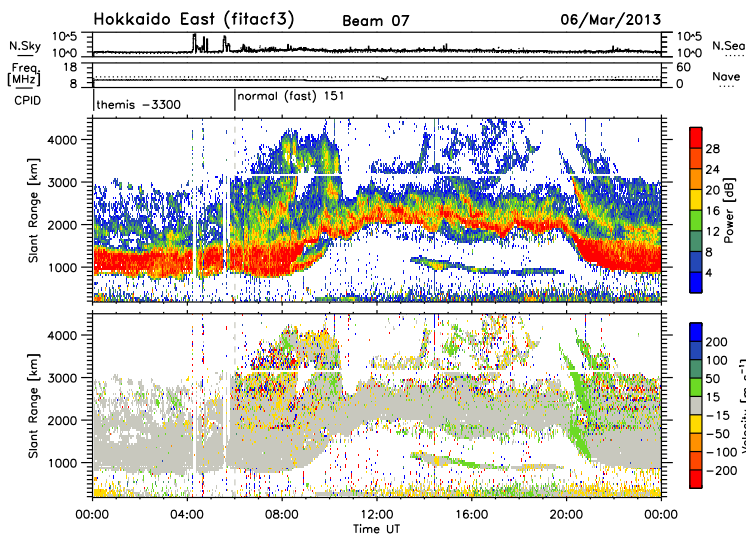 Hokkaido East (fitacf3) Beam 07 06/Mar/2013
N.Sky 10^5 10^0 10^5 10^0 N.Sea
Freq. [MHz] 18 8 60 0 Nave
CPID themis -3300 normal (fast) 151
Slant Range [km] 4000 3000 2000 1000
28 24 20 16 12 8 4 Power [dB]
Slant Range [km] 4000 3000 2000 1000
200 100 50 15 -15 -50 -100 -200 Velocity [m s^-1]
00:00 04:00 08:00 12:00 16:00 20:00 00:00
Time UT